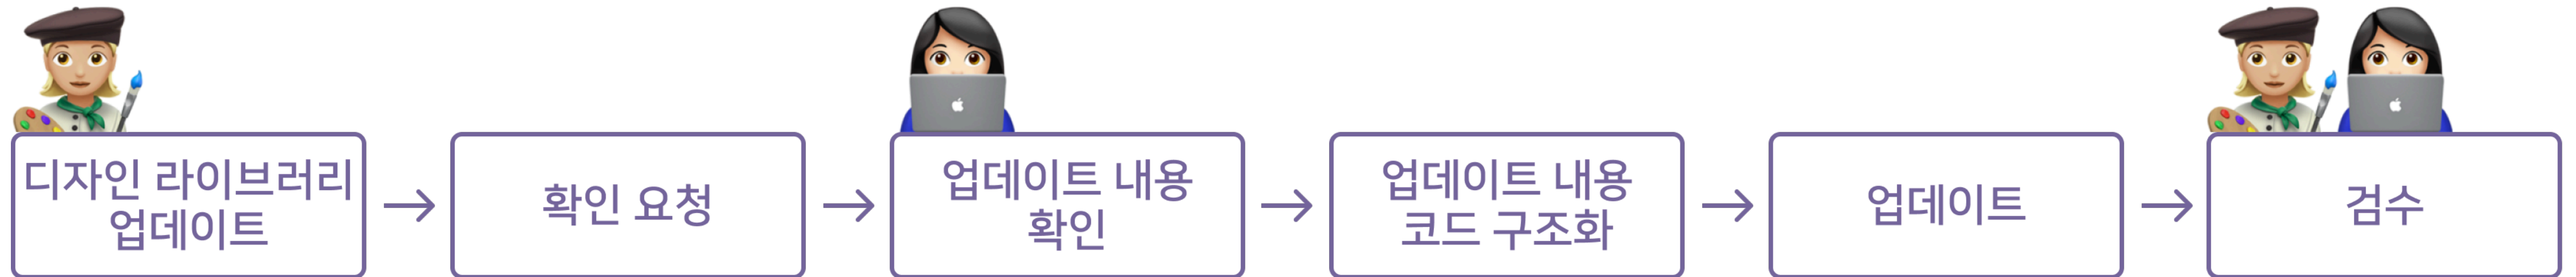 디자인 라이브러리
업데이트
확인 요청
업데이트 내용
확인
업데이트 내용
코드 구조화
업데이트
검수